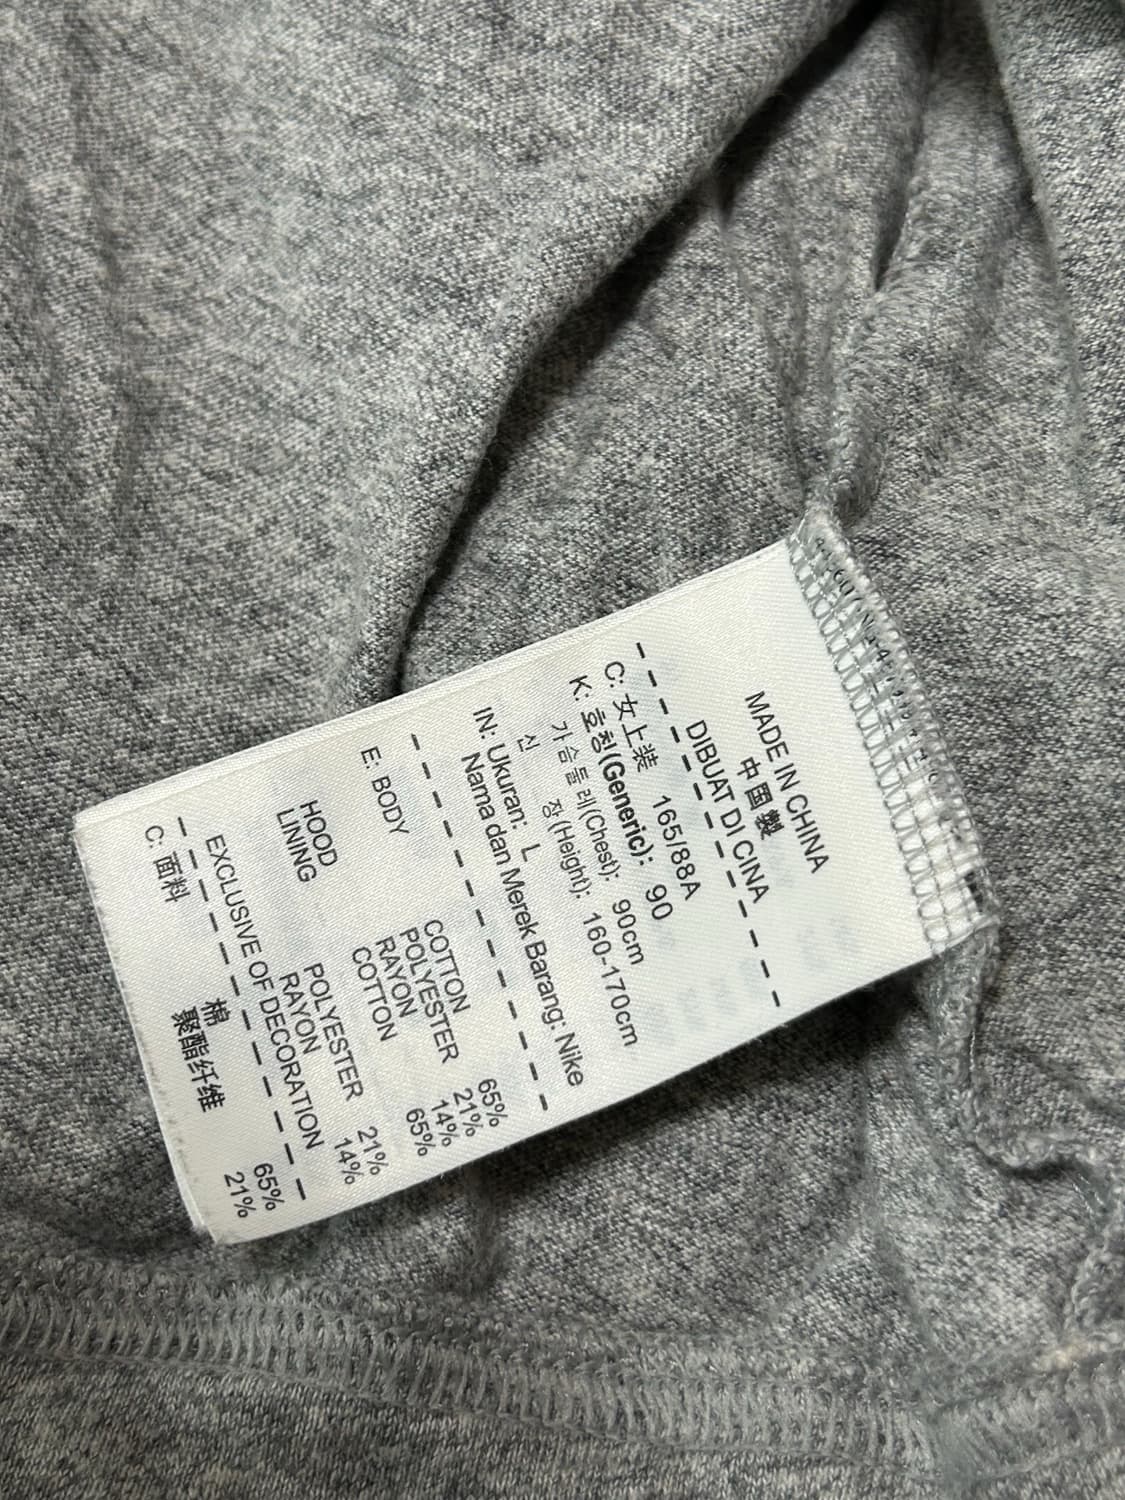 MADE IN CHINA
中國製
DIBUAT DI CINA
C: 女上装 165/88A
K: 호칭(Generic): 90
가슴둘레(Chest): 90cm
신 장(Height): 160-170cm
IN: Ukuran: L
Nama dan Merek Barang: Nike
E: BODY COTTON 65%
POLYESTER 21%
RAYON 14%
HOOD COTTON 65%
LINING POLYESTER 21%
RAYON 14%
EXCLUSIVE OF DECORATION
C: 面料 棉 65%
聚酯纤维 21%